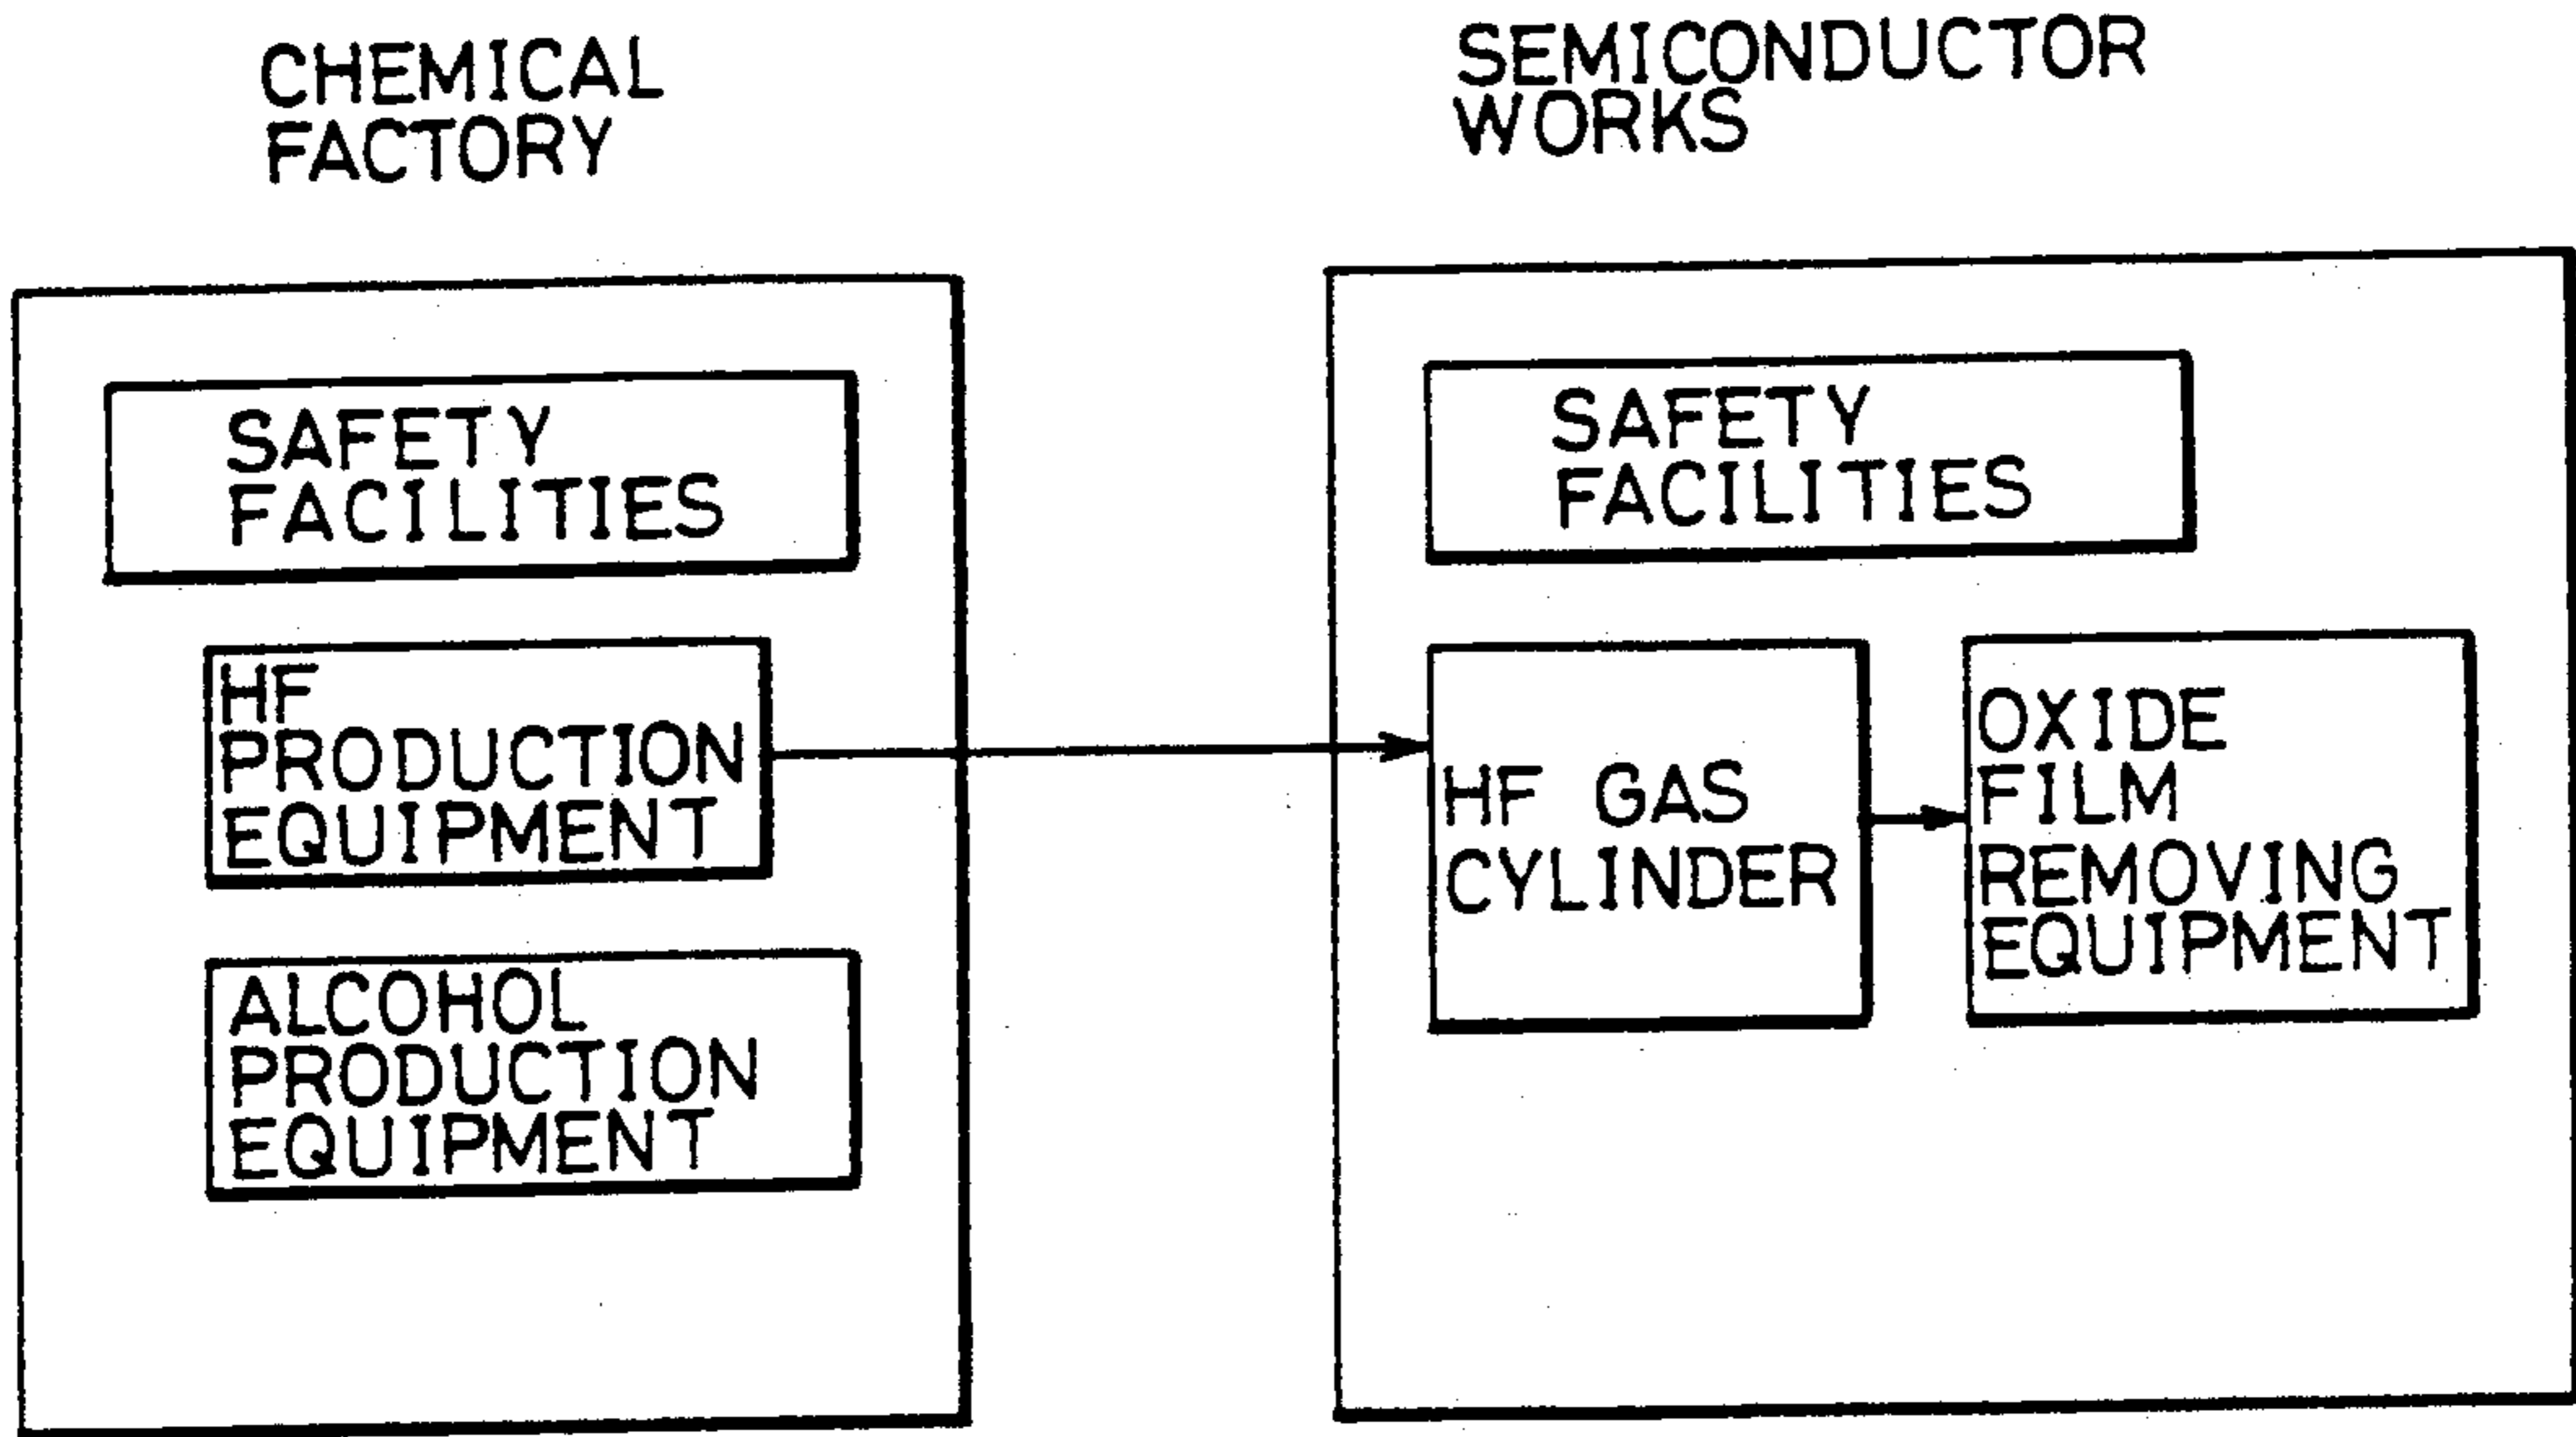 CHEMICAL
FACTORY
SAFETY
FACILITIES
HF
PRODUCTION
EQUIPMENT
ALCOHOL
PRODUCTION
EQUIPMENT
SEMICONDUCTOR
WORKS
SAFETY
FACILITIES
HF GAS
CYLINDER
OXIDE
FILM
REMOVING
EQUIPMENT